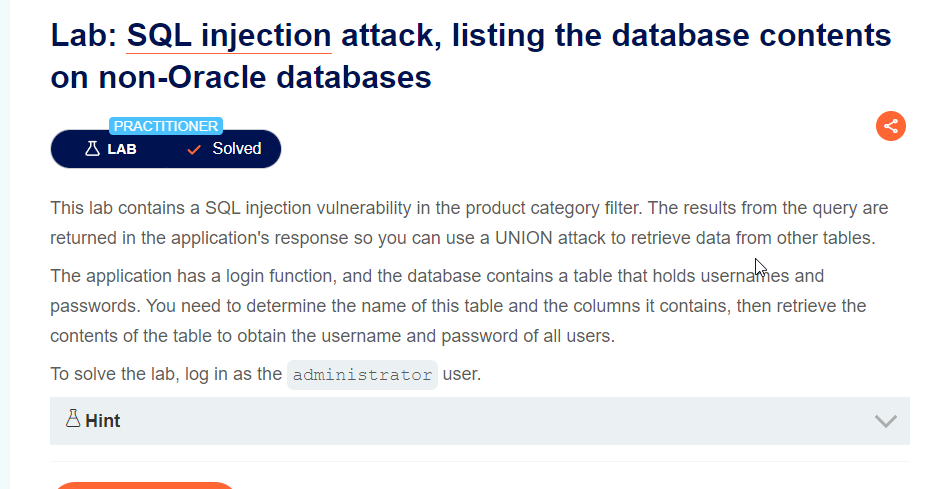 Lab: SQL injection attack, listing the database contents
on non-Oracle databases
PRACTITIONER
LAB
Solved
This lab contains a SQL injection vulnerability in the product category filter. The results from the query are
returned in the application's response so you can use a UNION attack to retrieve data from other tables.
The application has a login function, and the database contains a table that holds usernames and
passwords. You need to determine the name of this table and the columns it contains, then retrieve the
contents of the table to obtain the username and password of all users.
To solve the lab, log in as the administrator user.
Hint